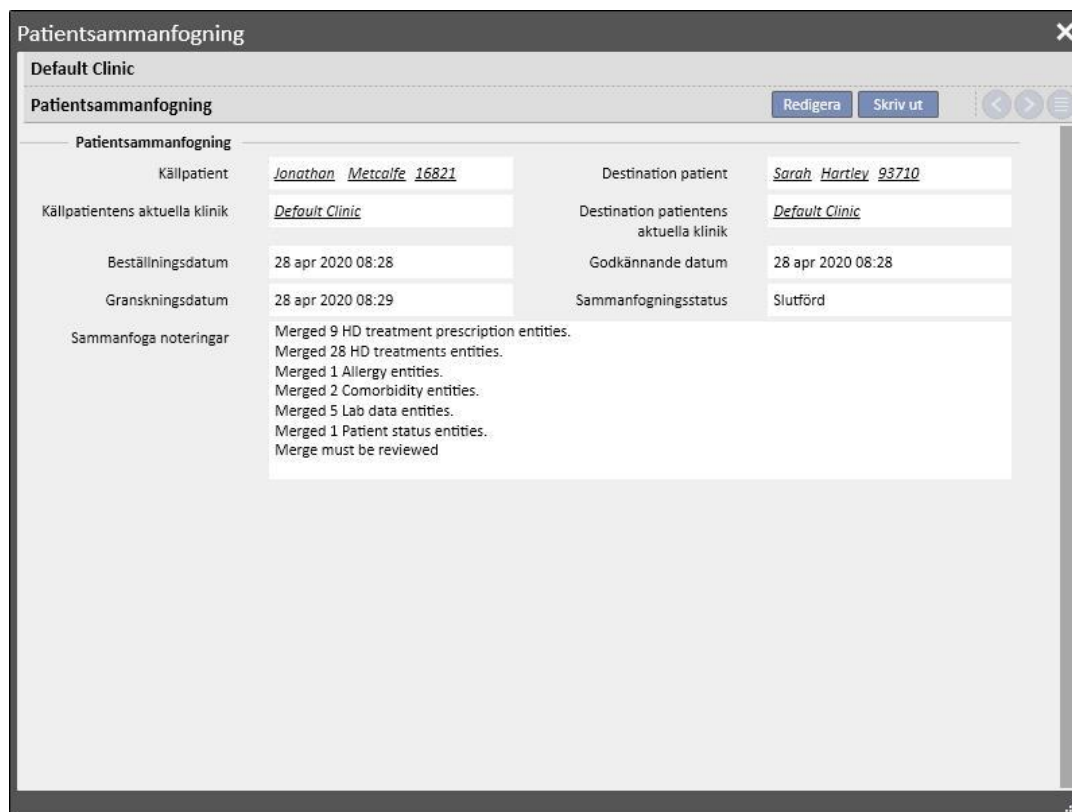 Patientsammanfogning
Default Clinic
Patientsammanfogning
Redigera Skriv ut
Patientsammanfogning
Källpatient Jonathan Metcalfe 16821 Destination patient Sarah Hartley 93710
Källpatientens aktuella klinik Default Clinic Destination patientens aktuella klinik Default Clinic
Beställningsdatum 28 apr 2020 08:28 Godkännande datum 28 apr 2020 08:28
Granskningsdatum 28 apr 2020 08:29 Sammanfogningsstatus Slutförd
Sammanfoga noteringar Merged 9 HD treatment prescription entities.
Merged 28 HD treatments entities.
Merged 1 Allergy entities.
Merged 2 Comorbidity entities.
Merged 5 Lab data entities.
Merged 1 Patient status entities.
Merge must be reviewed